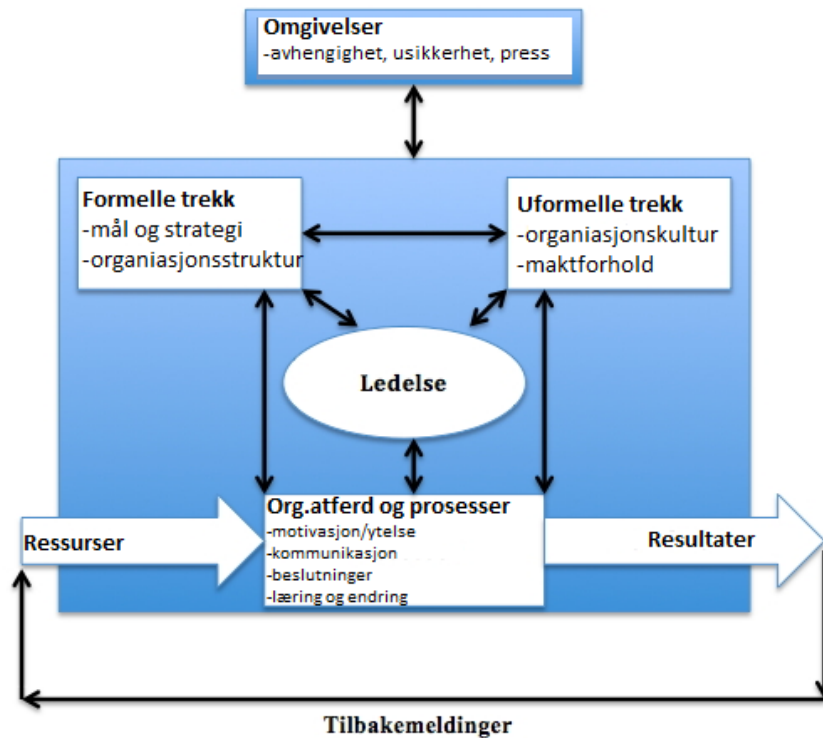 Omgivelser
-avhengighet, usikkerhet, press
Formelle trekk
-mål og strategi
-organiasjonsstruktur
Uformelle trekk
-organiasjonskultur
-maktforhold
Ledelse
Org.atferd og prosesser
-motivasjon/ytelse
-kommunikasjon
-beslutninger
-læring og endring
Ressurser
Resultater
Tilbakemeldinger